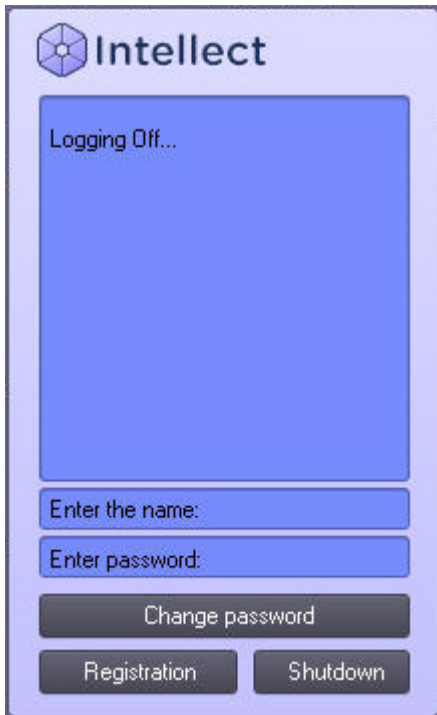 Intellect
Logging Off...
Enter the name:
Enter password:
Change password
Registration
Shutdown